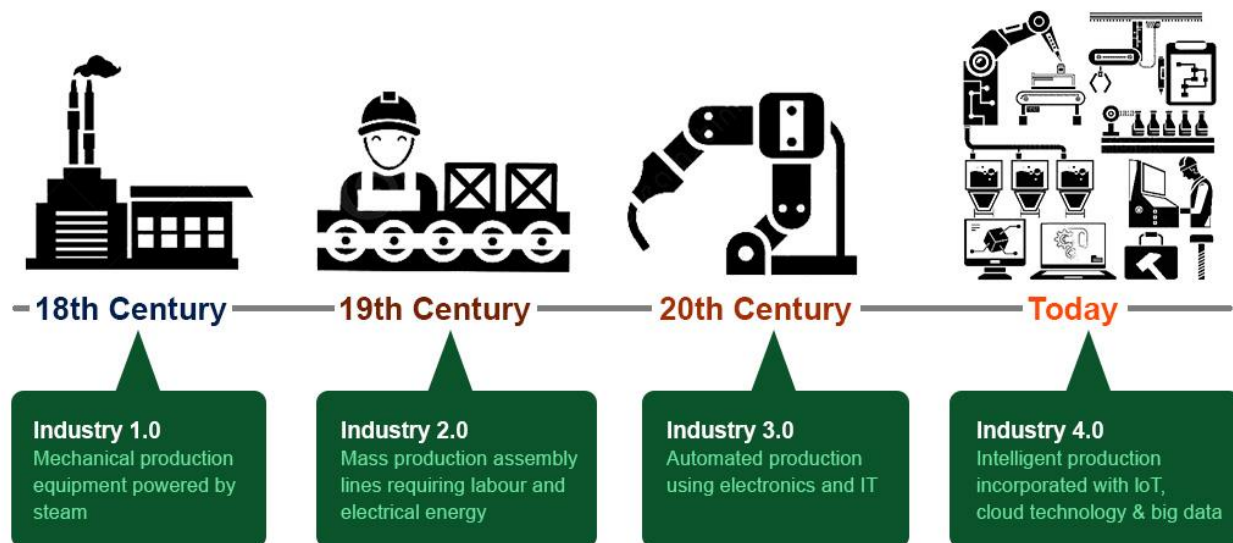 18th Century
19th Century
20th Century
Today
Industry 1.0
Mechanical production
equipment powered by
steam
Industry 2.0
Mass production assembly
lines requiring labour and
electrical energy
Industry 3.0
Automated production
using electronics and IT
Industry 4.0
Intelligent production
incorporated with IoT,
cloud technology & big data